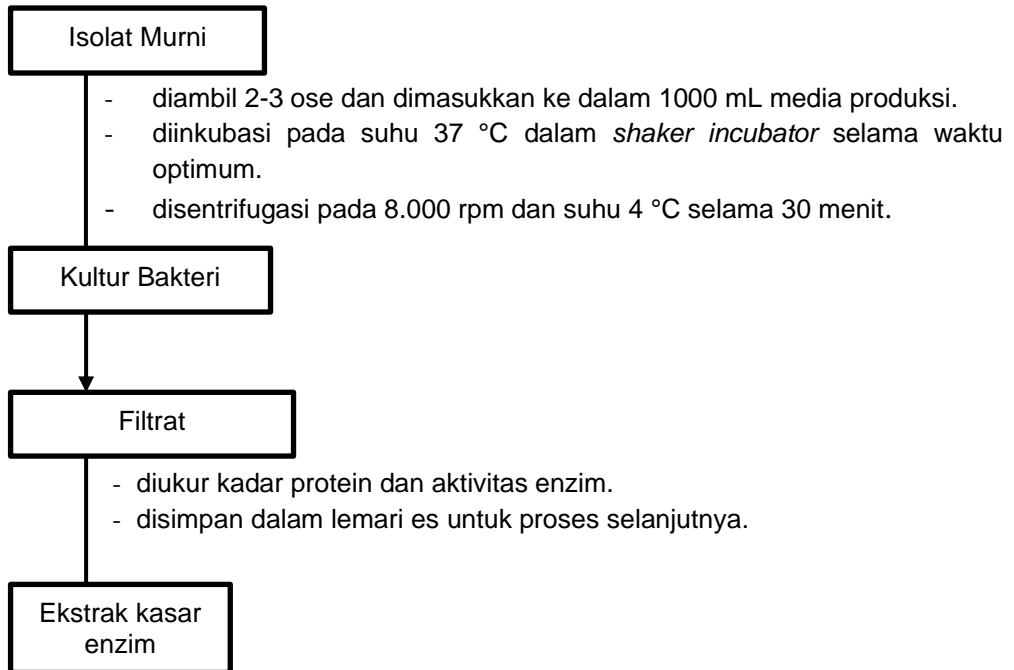 Isolat Murni
- diambil 2-3 ose dan dimasukkan ke dalam 1000 mL media produksi.
- diinkubasi pada suhu 37 °C dalam shaker incubator selama waktu
optimum.
- disentrifugasi pada 8.000 rpm dan suhu 4 °C selama 30 menit.
Kultur Bakteri
Filtrat
- diukur kadar protein dan aktivitas enzim.
- disimpan dalam lemari es untuk proses selanjutnya.
Ekstrak kasar
enzim